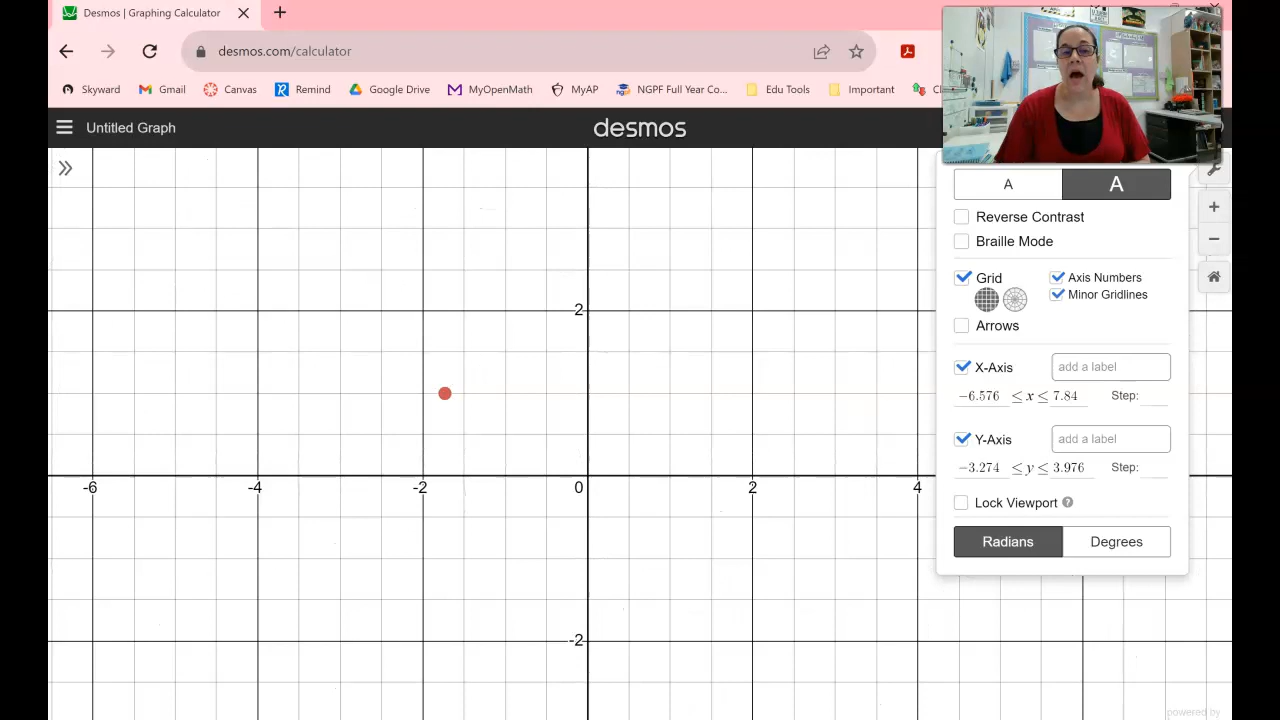 Desmos | Graphing Calculator
desmos.com/calculator
Skyward Gmail Canvas Remind Google Drive MyOpenMath MyAP NGPF Full Year Co... Edu Tools Important
Untitled Graph
desmos
A A
Reverse Contrast
Braille Mode
Grid
Axis Numbers
Minor Gridlines
Arrows
X-Axis add a label
−6.576 ≤ x ≤ 7.84 Step:
Y-Axis add a label
−3.274 ≤ y ≤ 3.976 Step:
Lock Viewport ?
Radians Degrees
2
-6 -4 -2 0 2 4
-2
powered by